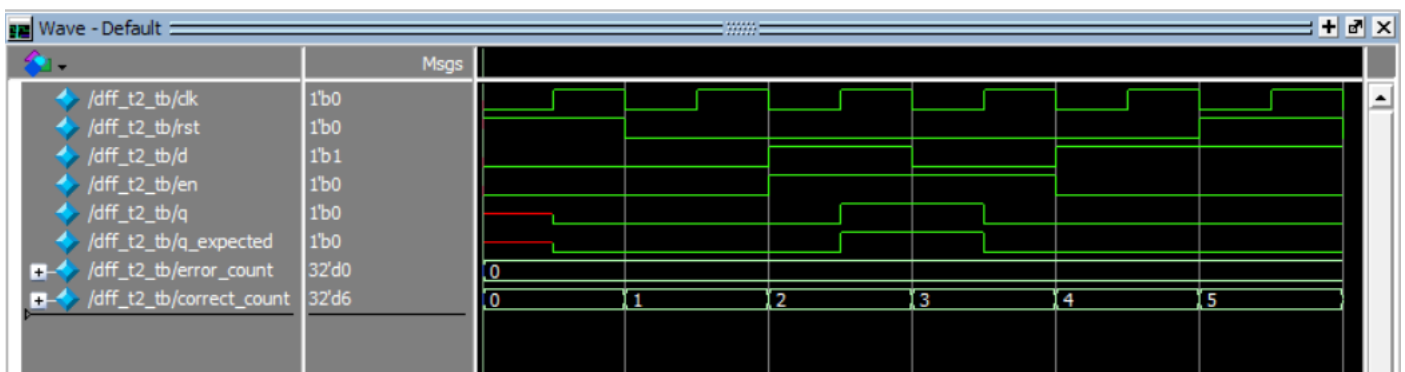 Wave - Default
Msgs
/dff_t2_tb/clk 1'b0
/dff_t2_tb/rst 1'b0
/dff_t2_tb/d 1'b1
/dff_t2_tb/en 1'b0
/dff_t2_tb/q 1'b0
/dff_t2_tb/q_expected 1'b0
/dff_t2_tb/error_count 32'd0 0
/dff_t2_tb/correct_count 32'd6 0 1 2 3 4 5